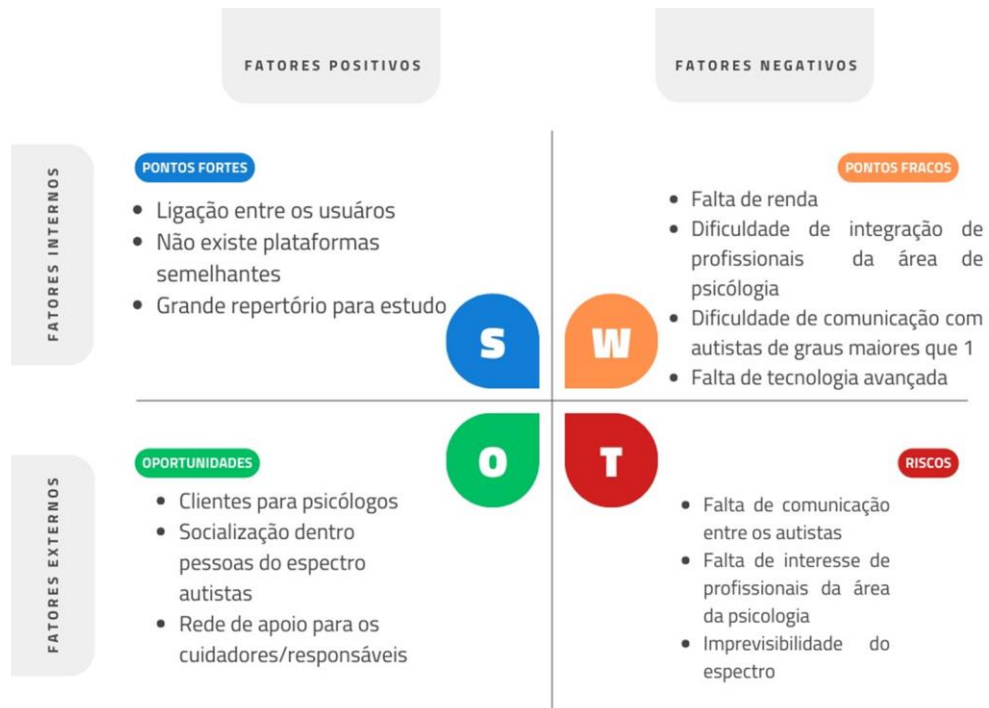 FATORES POSITIVOS
FATORES NEGATIVOS
FATORES INTERNOS
PONTOS FORTES
• Ligação entre os usuáros
• Não existe plataformas
semelhantes
• Grande repertório para estudo
S
PONTOS FRACOS
• Falta de renda
• Dificuldade de integração de
profissionais da área de
psicólogia
• Dificuldade de comunicação com
autistas de graus maiores que 1
• Falta de tecnologia avançada
W
FATORES EXTERNOS
OPORTUNIDADES
• Clientes para psicólogos
• Socialização dentro
pessoas do espectro
autistas
• Rede de apoio para os
cuidadores/responsáveis
O
T
RISCOS
• Falta de comunicação
entre os autistas
• Falta de interesse de
profissionais da área
da psicologia
• Imprevisibilidade do
espectro